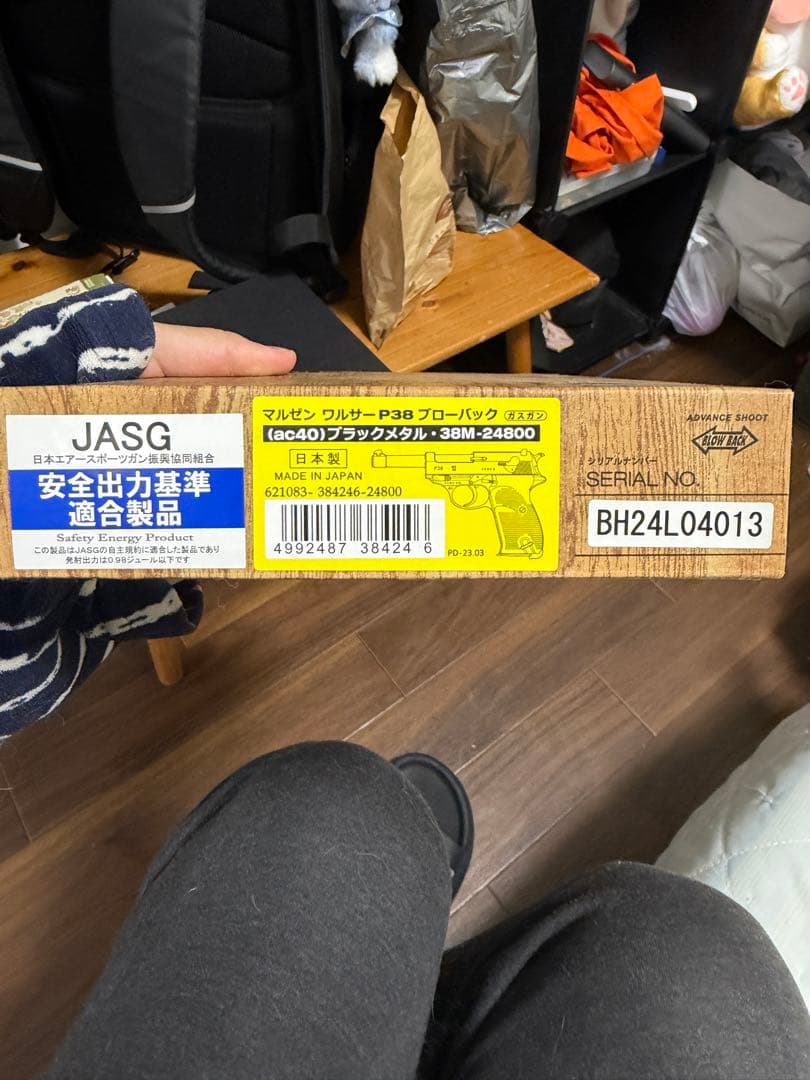 JASG
日本エアースポーツガン振興協同組合
安全出力基準
適合製品
Safety Energy Product
この製品はJASGの自主規約に適合した製品であり
発射出力は0.98ジュール以下です
マルゼン ワルサーP38 ブローバック ガスガン
(ac40)ブラックメタル・38M-24800
日本製
MADE IN JAPAN
621083- 384246-24800
4992487 38424 6
PD-23.03
ADVANCE SHOOT
BLOW BACK
シリアルナンバー
SERIAL NO.
BH24L04013